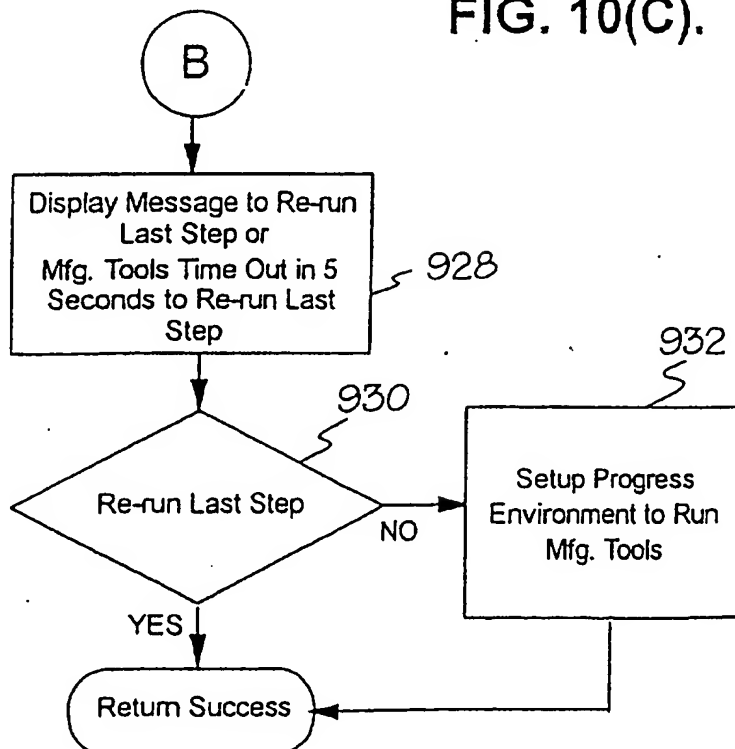 FIG. 10(C).
B
Display Message to Re-run
Last Step or
Mfg. Tools Time Out in 5
Seconds to Re-run Last
Step
928
930
932
Re-run Last Step
NO
Setup Progress
Environment to Run
Mfg. Tools
YES
Return Success